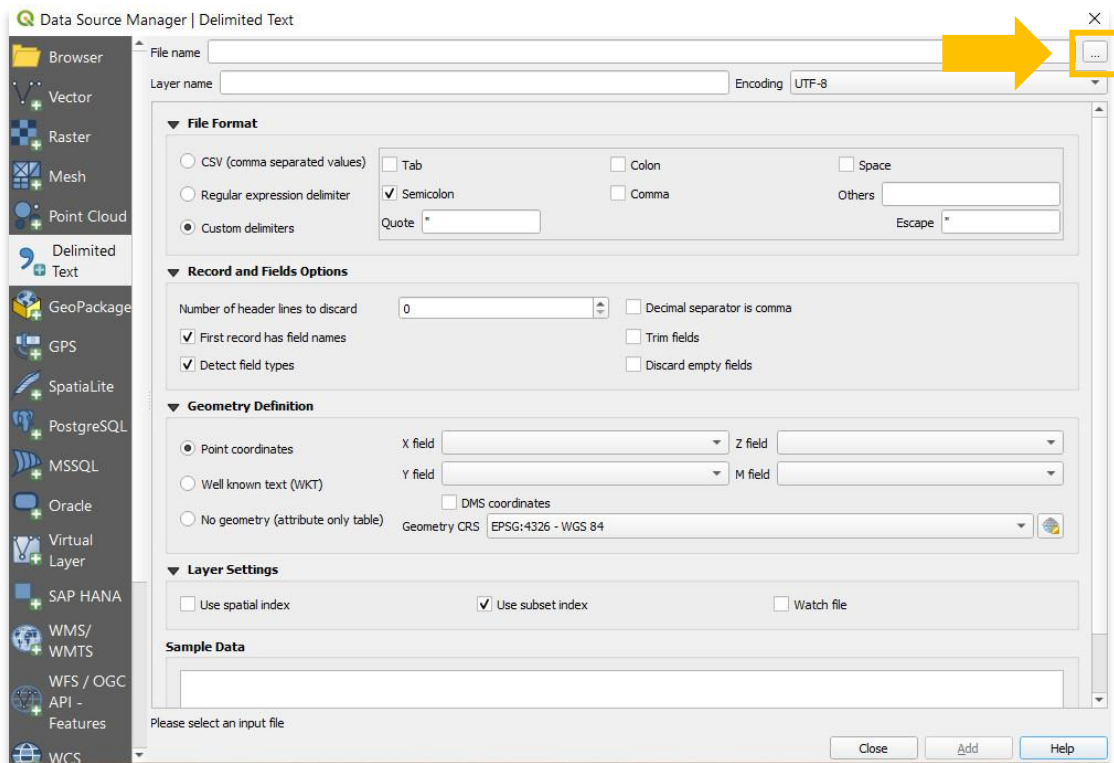 Data Source Manager | Delimited Text
Browser
Vector
Raster
Mesh
Point Cloud
Delimited
Text
GeoPackage
GPS
SpatiaLite
PostgreSQL
MSSQL
Oracle
Virtual
Layer
SAP HANA
WMS/
WMTS
WFS / OGC
API -
Features
WCS
File name ...
Layer name Encoding UTF-8
File Format
CSV (comma separated values) Tab Colon Space
Regular expression delimiter Semicolon Comma Others
Custom delimiters Quote " Escape "
Record and Fields Options
Number of header lines to discard 0 Decimal separator is comma
First record has field names Trim fields
Detect field types Discard empty fields
Geometry Definition
Point coordinates X field Z field
Well known text (WKT) Y field M field
DMS coordinates
No geometry (attribute only table) Geometry CRS EPSG:4326 - WGS 84
Layer Settings
Use spatial index Use subset index Watch file
Sample Data
Please select an input file
Close Add Help